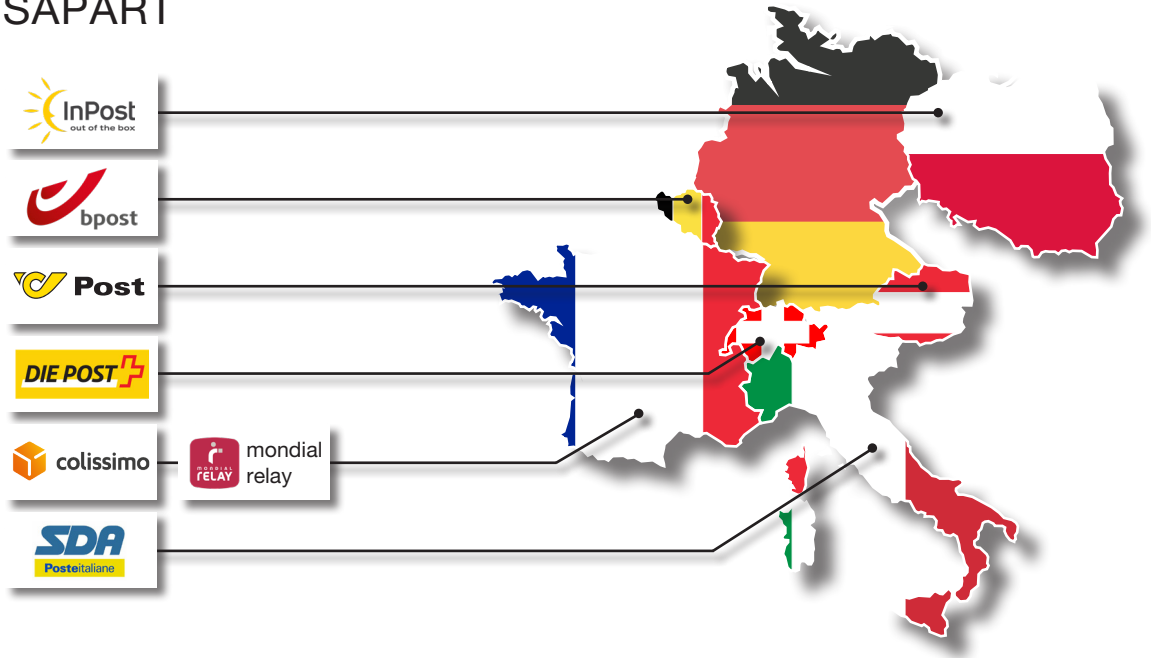 SAPART
InPost
out of the box
bpost
Post
DIE POST
colissimo
mondial
relay
MONDIAL
RELAY
SDA
Posteitaliane